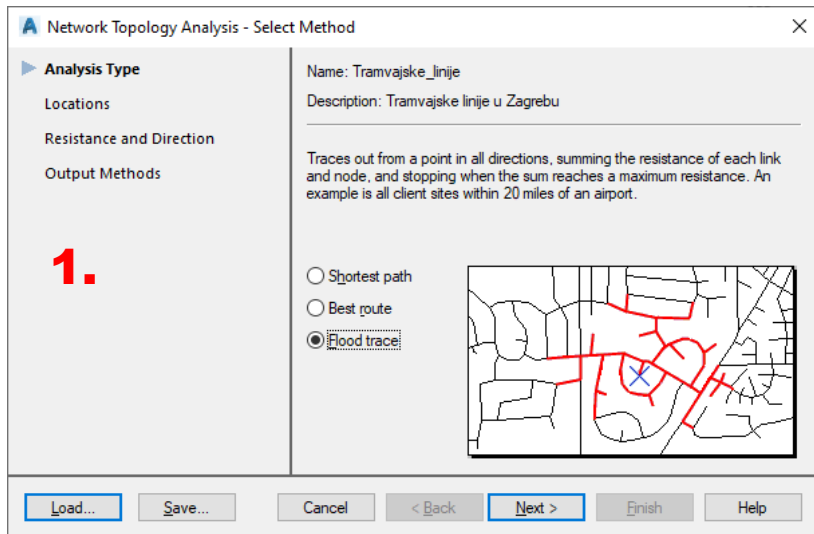 Network Topology Analysis - Select Method
Analysis Type
Locations
Resistance and Direction
Output Methods
1.
Name: Tramvajske_linije
Description: Tramvajske linije u Zagrebu
Traces out from a point in all directions, summing the resistance of each link
and node, and stopping when the sum reaches a maximum resistance. An
example is all client sites within 20 miles of an airport.
Shortest path
Best route
Flood trace
Load... Save... Cancel < Back Next > Finish Help